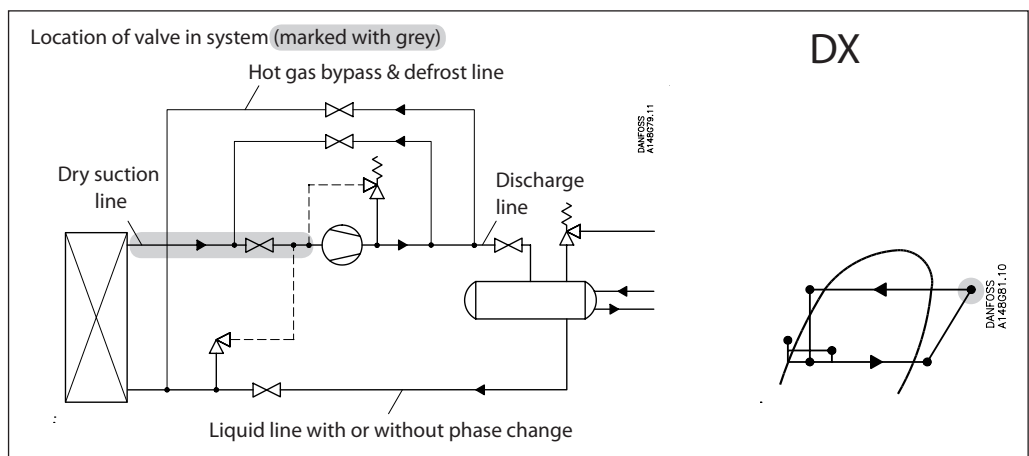 Location of valve in system (marked with grey)
DX
Hot gas bypass & defrost line
DANFOSS
A148G79.11
Dry suction
line
Discharge
line
DANFOSS
A148G81.10
Liquid line with or without phase change